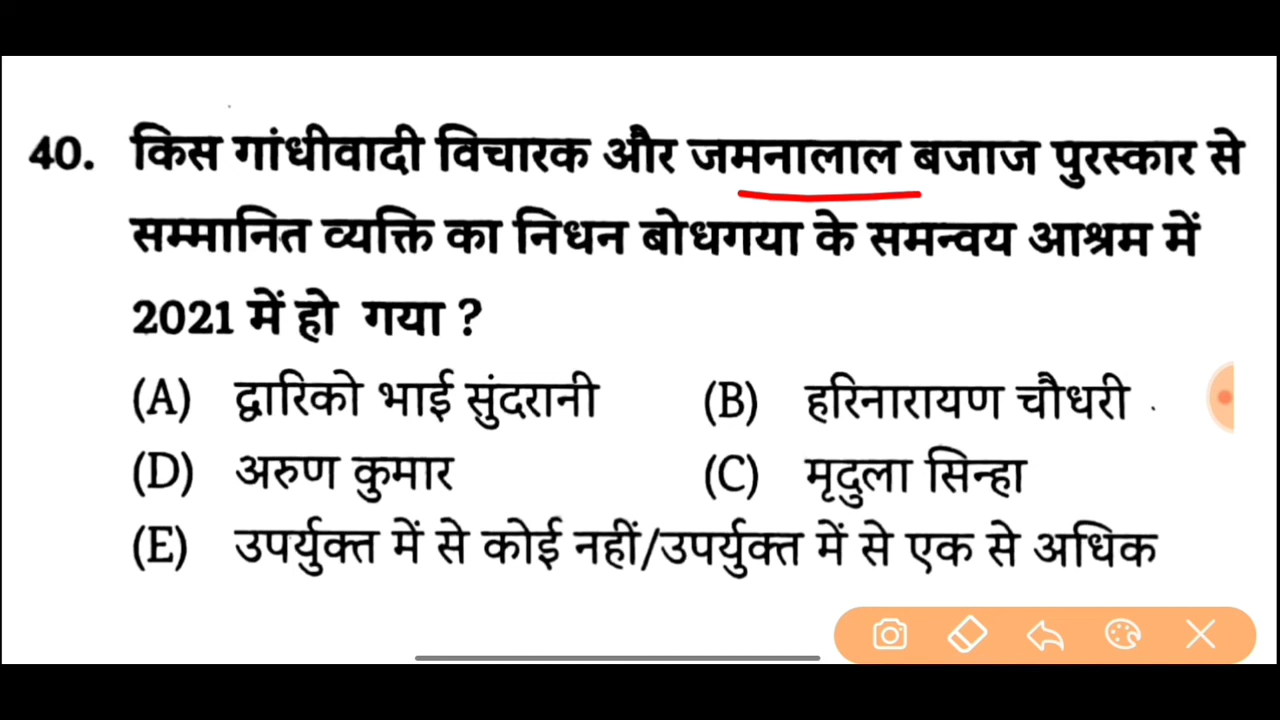 40. किस गांधीवादी विचारक और जमनालाल बजाज पुरस्कार से
सम्मानित व्यक्ति का निधन बोधगया के समन्वय आश्रम में
2021 में हो गया ?
(A) द्वारिको भाई सुंदरानी (B) हरिनारायण चौधरी
(D) अरुण कुमार (C) मृदुला सिन्हा
(E) उपर्युक्त में से कोई नहीं/उपर्युक्त में से एक से अधिक